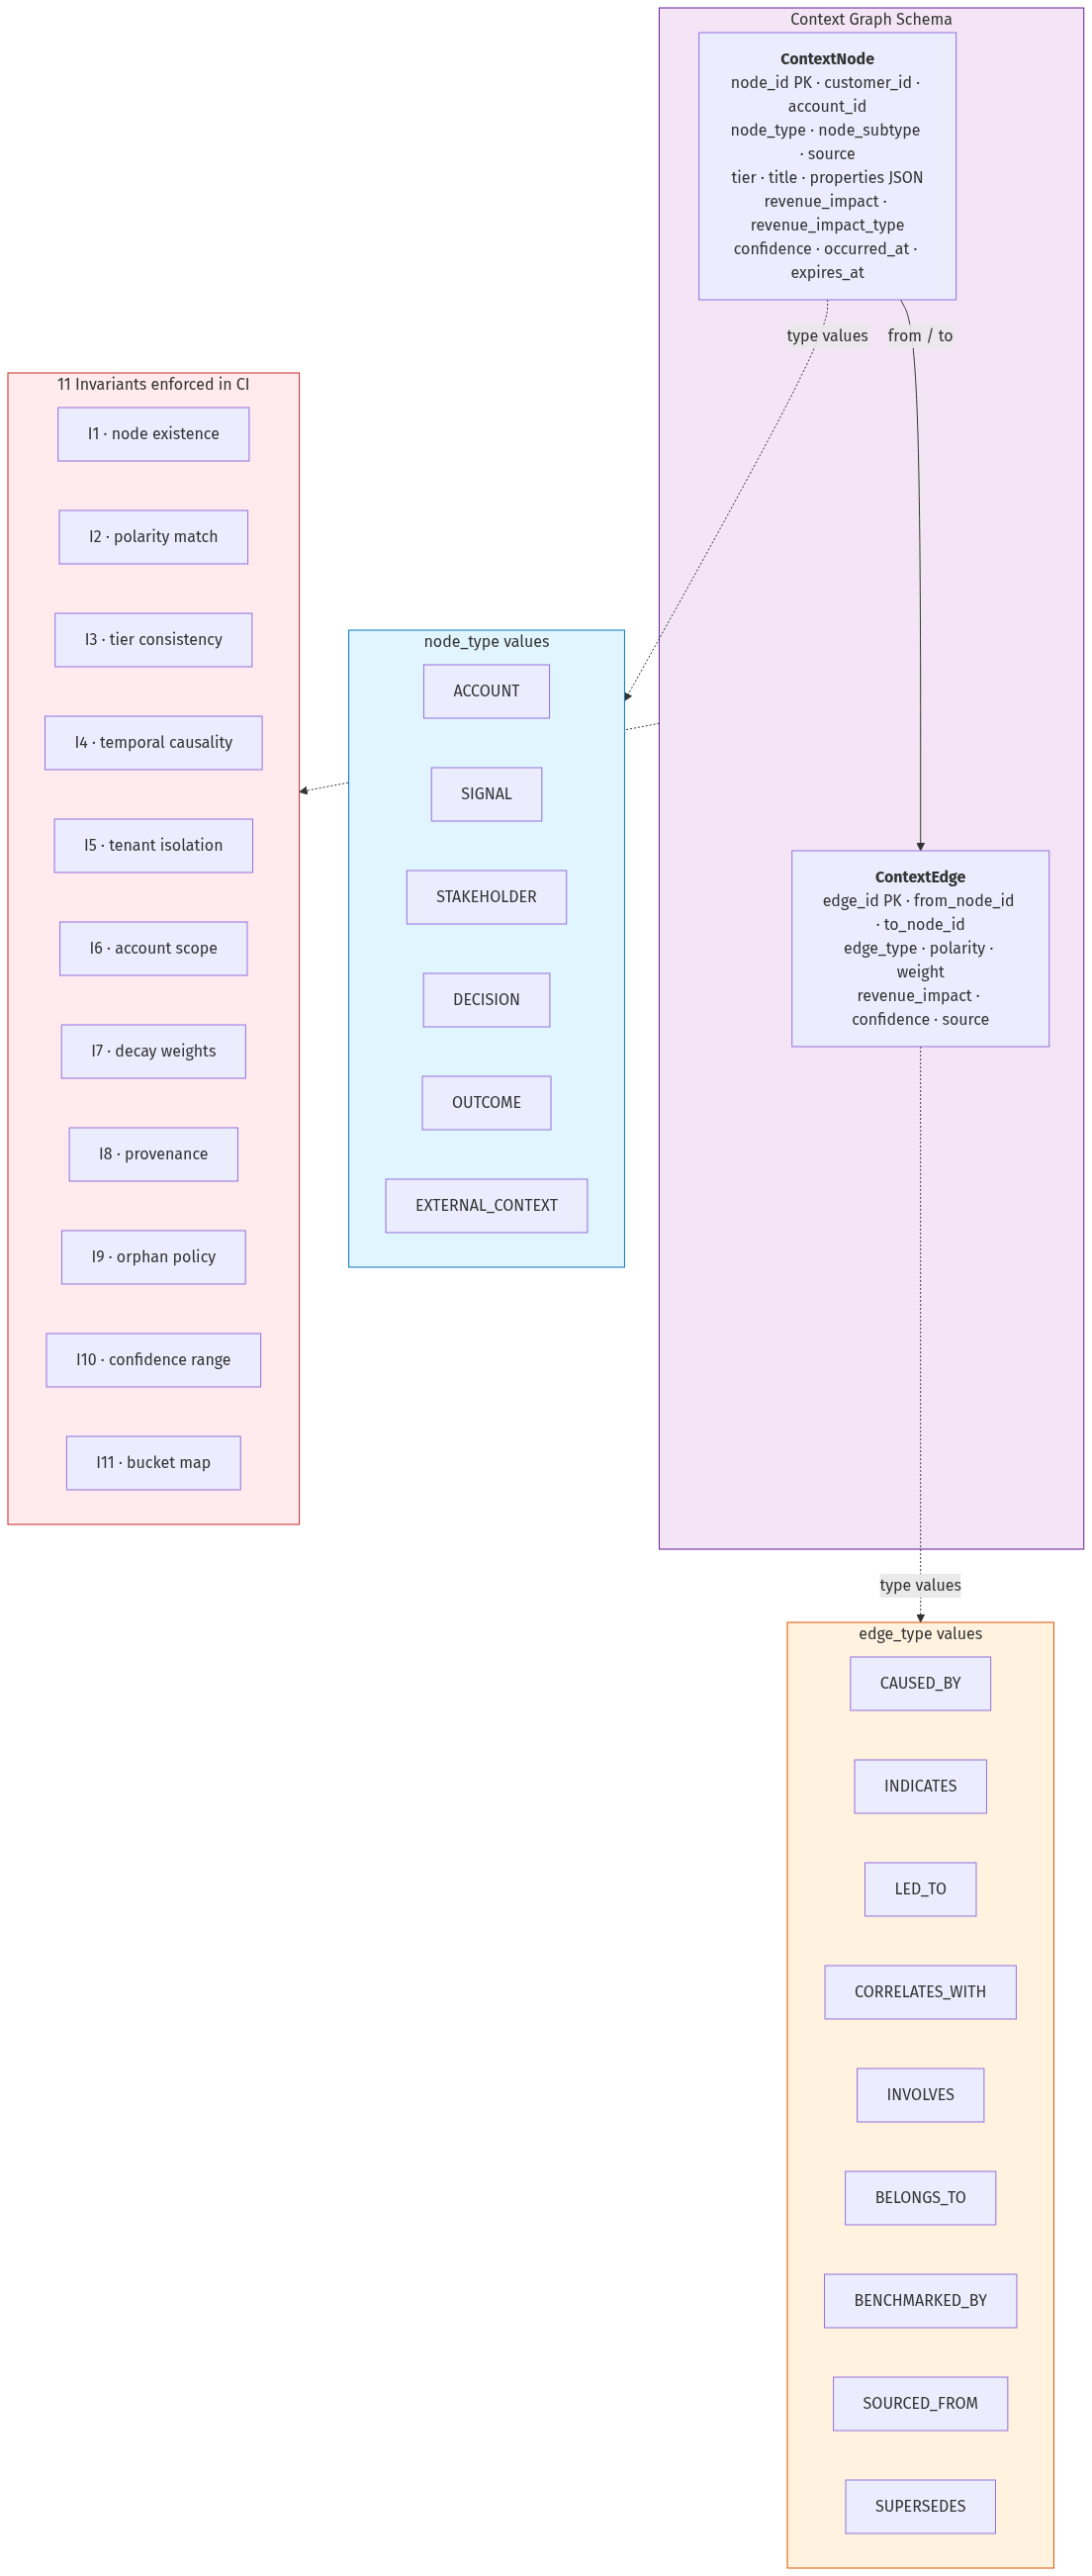 Context Graph Schema
ContextNode
node_id PK · customer_id ·
account_id
node_type · node_subtype
· source
tier · title · properties JSON
revenue_impact ·
revenue_impact_type
confidence · occurred_at ·
expires_at
type values
from / to
11 Invariants enforced in CI
I1 · node existence
I2 · polarity match
I3 · tier consistency
I4 · temporal causality
I5 · tenant isolation
I6 · account scope
I7 · decay weights
I8 · provenance
I9 · orphan policy
I10 · confidence range
I11 · bucket map
node_type values
ACCOUNT
SIGNAL
STAKEHOLDER
DECISION
OUTCOME
EXTERNAL_CONTEXT
ContextEdge
edge_id PK · from_node_id
· to_node_id
edge_type · polarity ·
weight
revenue_impact ·
confidence · source
type values
edge_type values
CAUSED_BY
INDICATES
LED_TO
CORRELATES_WITH
INVOLVES
BELONGS_TO
BENCHMARKED_BY
SOURCED_FROM
SUPERSEDES